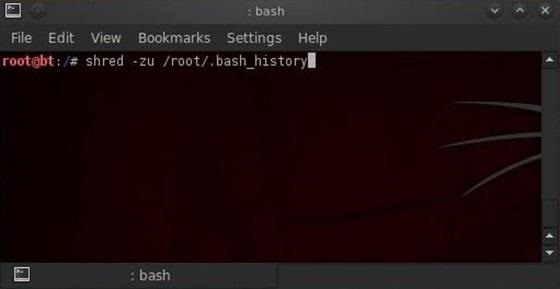 : bash
File Edit View Bookmarks Settings Help
root@bt:/# shred -zu /root/.bash_history
: bash